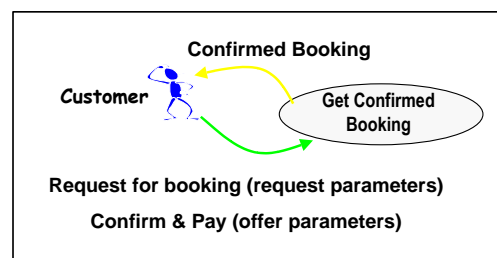 Confirmed Booking
Customer
Get Confirmed
Booking
Request for booking (request parameters)
Confirm & Pay (offer parameters)